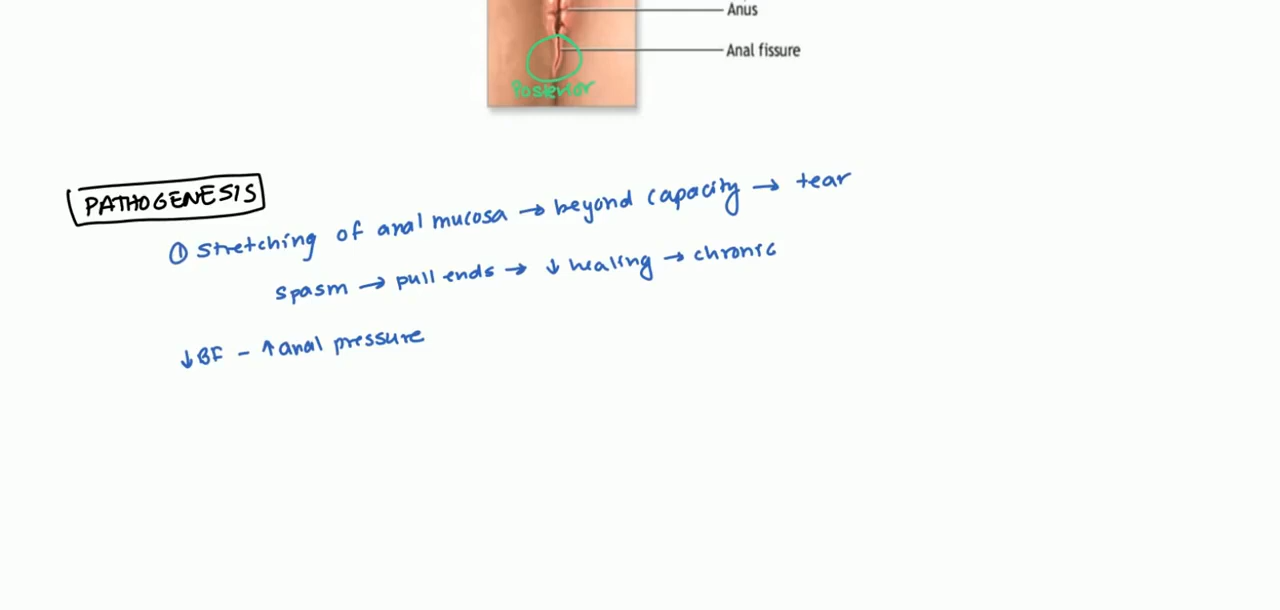 Anus
Anal fissure
Posterior
PATHOGENESIS
① stretching of anal mucosa → beyond capacity → tear
spasm → pull ends → ↓ healing → chronic
↓ BF - ↑ anal pressure